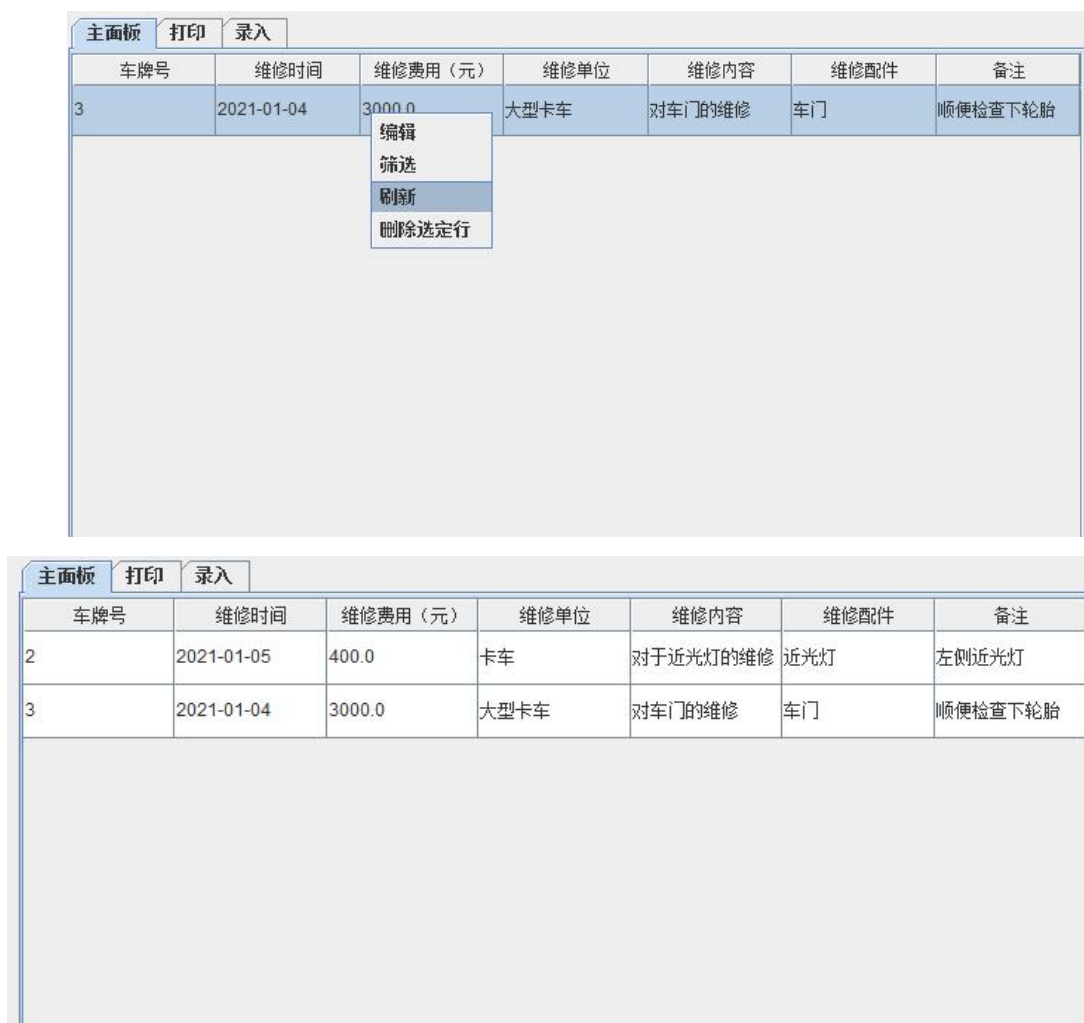 主面板 打印 录入
车牌号 维修时间 维修费用（元） 维修单位 维修内容 维修配件 备注
3 2021-01-04 3000.0 大型卡车 对车门的维修 车门 顺便检查下轮胎
编辑
筛选
刷新
删除选定行
主面板 打印 录入
车牌号 维修时间 维修费用（元） 维修单位 维修内容 维修配件 备注
2 2021-01-05 400.0 卡车 对于近光灯的维修 近光灯 左侧近光灯
3 2021-01-04 3000.0 大型卡车 对车门的维修 车门 顺便检查下轮胎